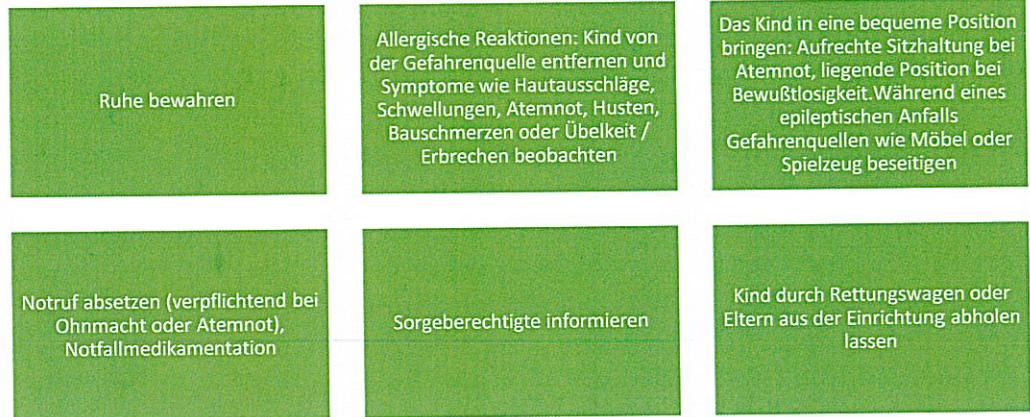 Ruhe bewahren
Allergische Reaktionen: Kind von
der Gefahrenquelle entfernen und
Symptome wie Hautausschläge,
Schwellungen, Atemnot, Husten,
Bauschmerzen oder Übelkeit /
Erbrechen beobachten
Das Kind in eine bequeme Position
bringen: Aufrechte Sitzhaltung bei
Atemnot, liegende Position bei
Bewußtlosigkeit.Während eines
epileptischen Anfalls
Gefahrenquellen wie Möbel oder
Spielzeug beseitigen
Notruf absetzen (verpflichtend bei
Ohnmacht oder Atemnot),
Notfallmedikamentation
Sorgeberechtigte informieren
Kind durch Rettungswagen oder
Eltern aus der Einrichtung abholen
lassen